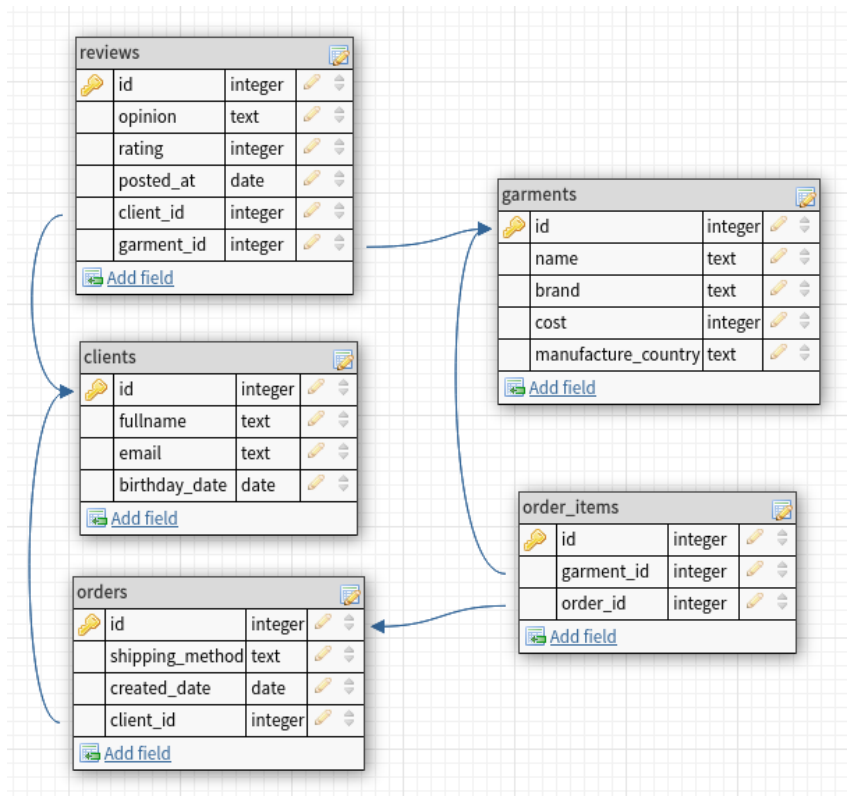 reviews
id integer
opinion text
rating integer
posted_at date
client_id integer
garment_id integer
Add field
garments
id integer
name text
brand text
cost integer
manufacture_country text
Add field
clients
id integer
fullname text
email text
birthday_date date
Add field
order_items
id integer
garment_id integer
order_id integer
Add field
orders
id integer
shipping_method text
created_date date
client_id integer
Add field